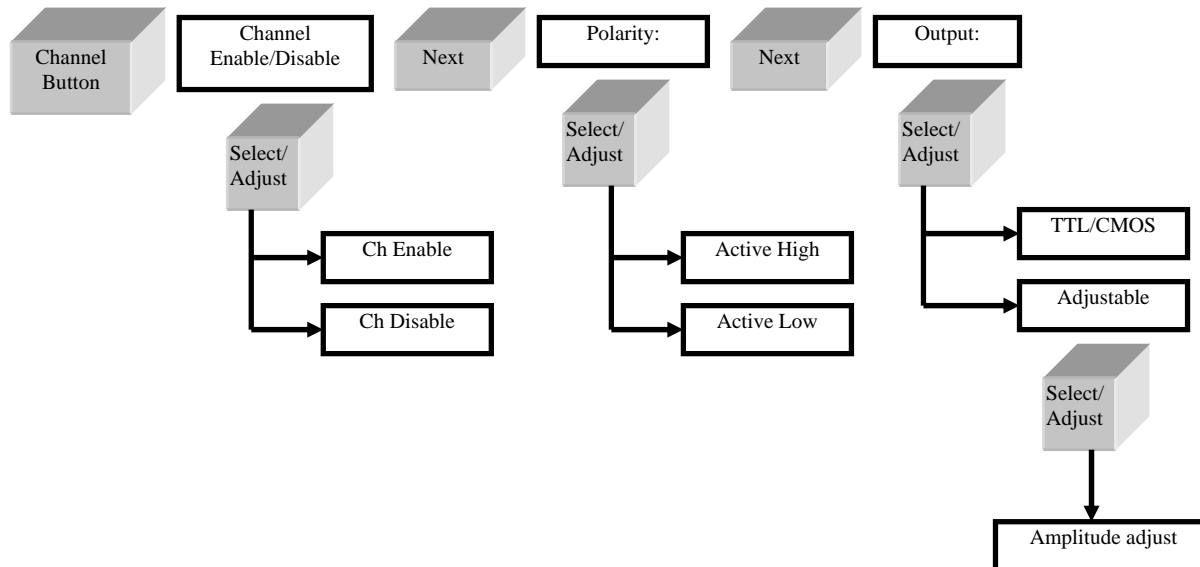 Channel
Button
Channel
Enable/Disable
Next
Polarity:
Next
Output:
Select/
Adjust
Select/
Adjust
Select/
Adjust
Ch Enable
Active High
TTL/CMOS
Ch Disable
Active Low
Adjustable
Select/
Adjust
Amplitude adjust